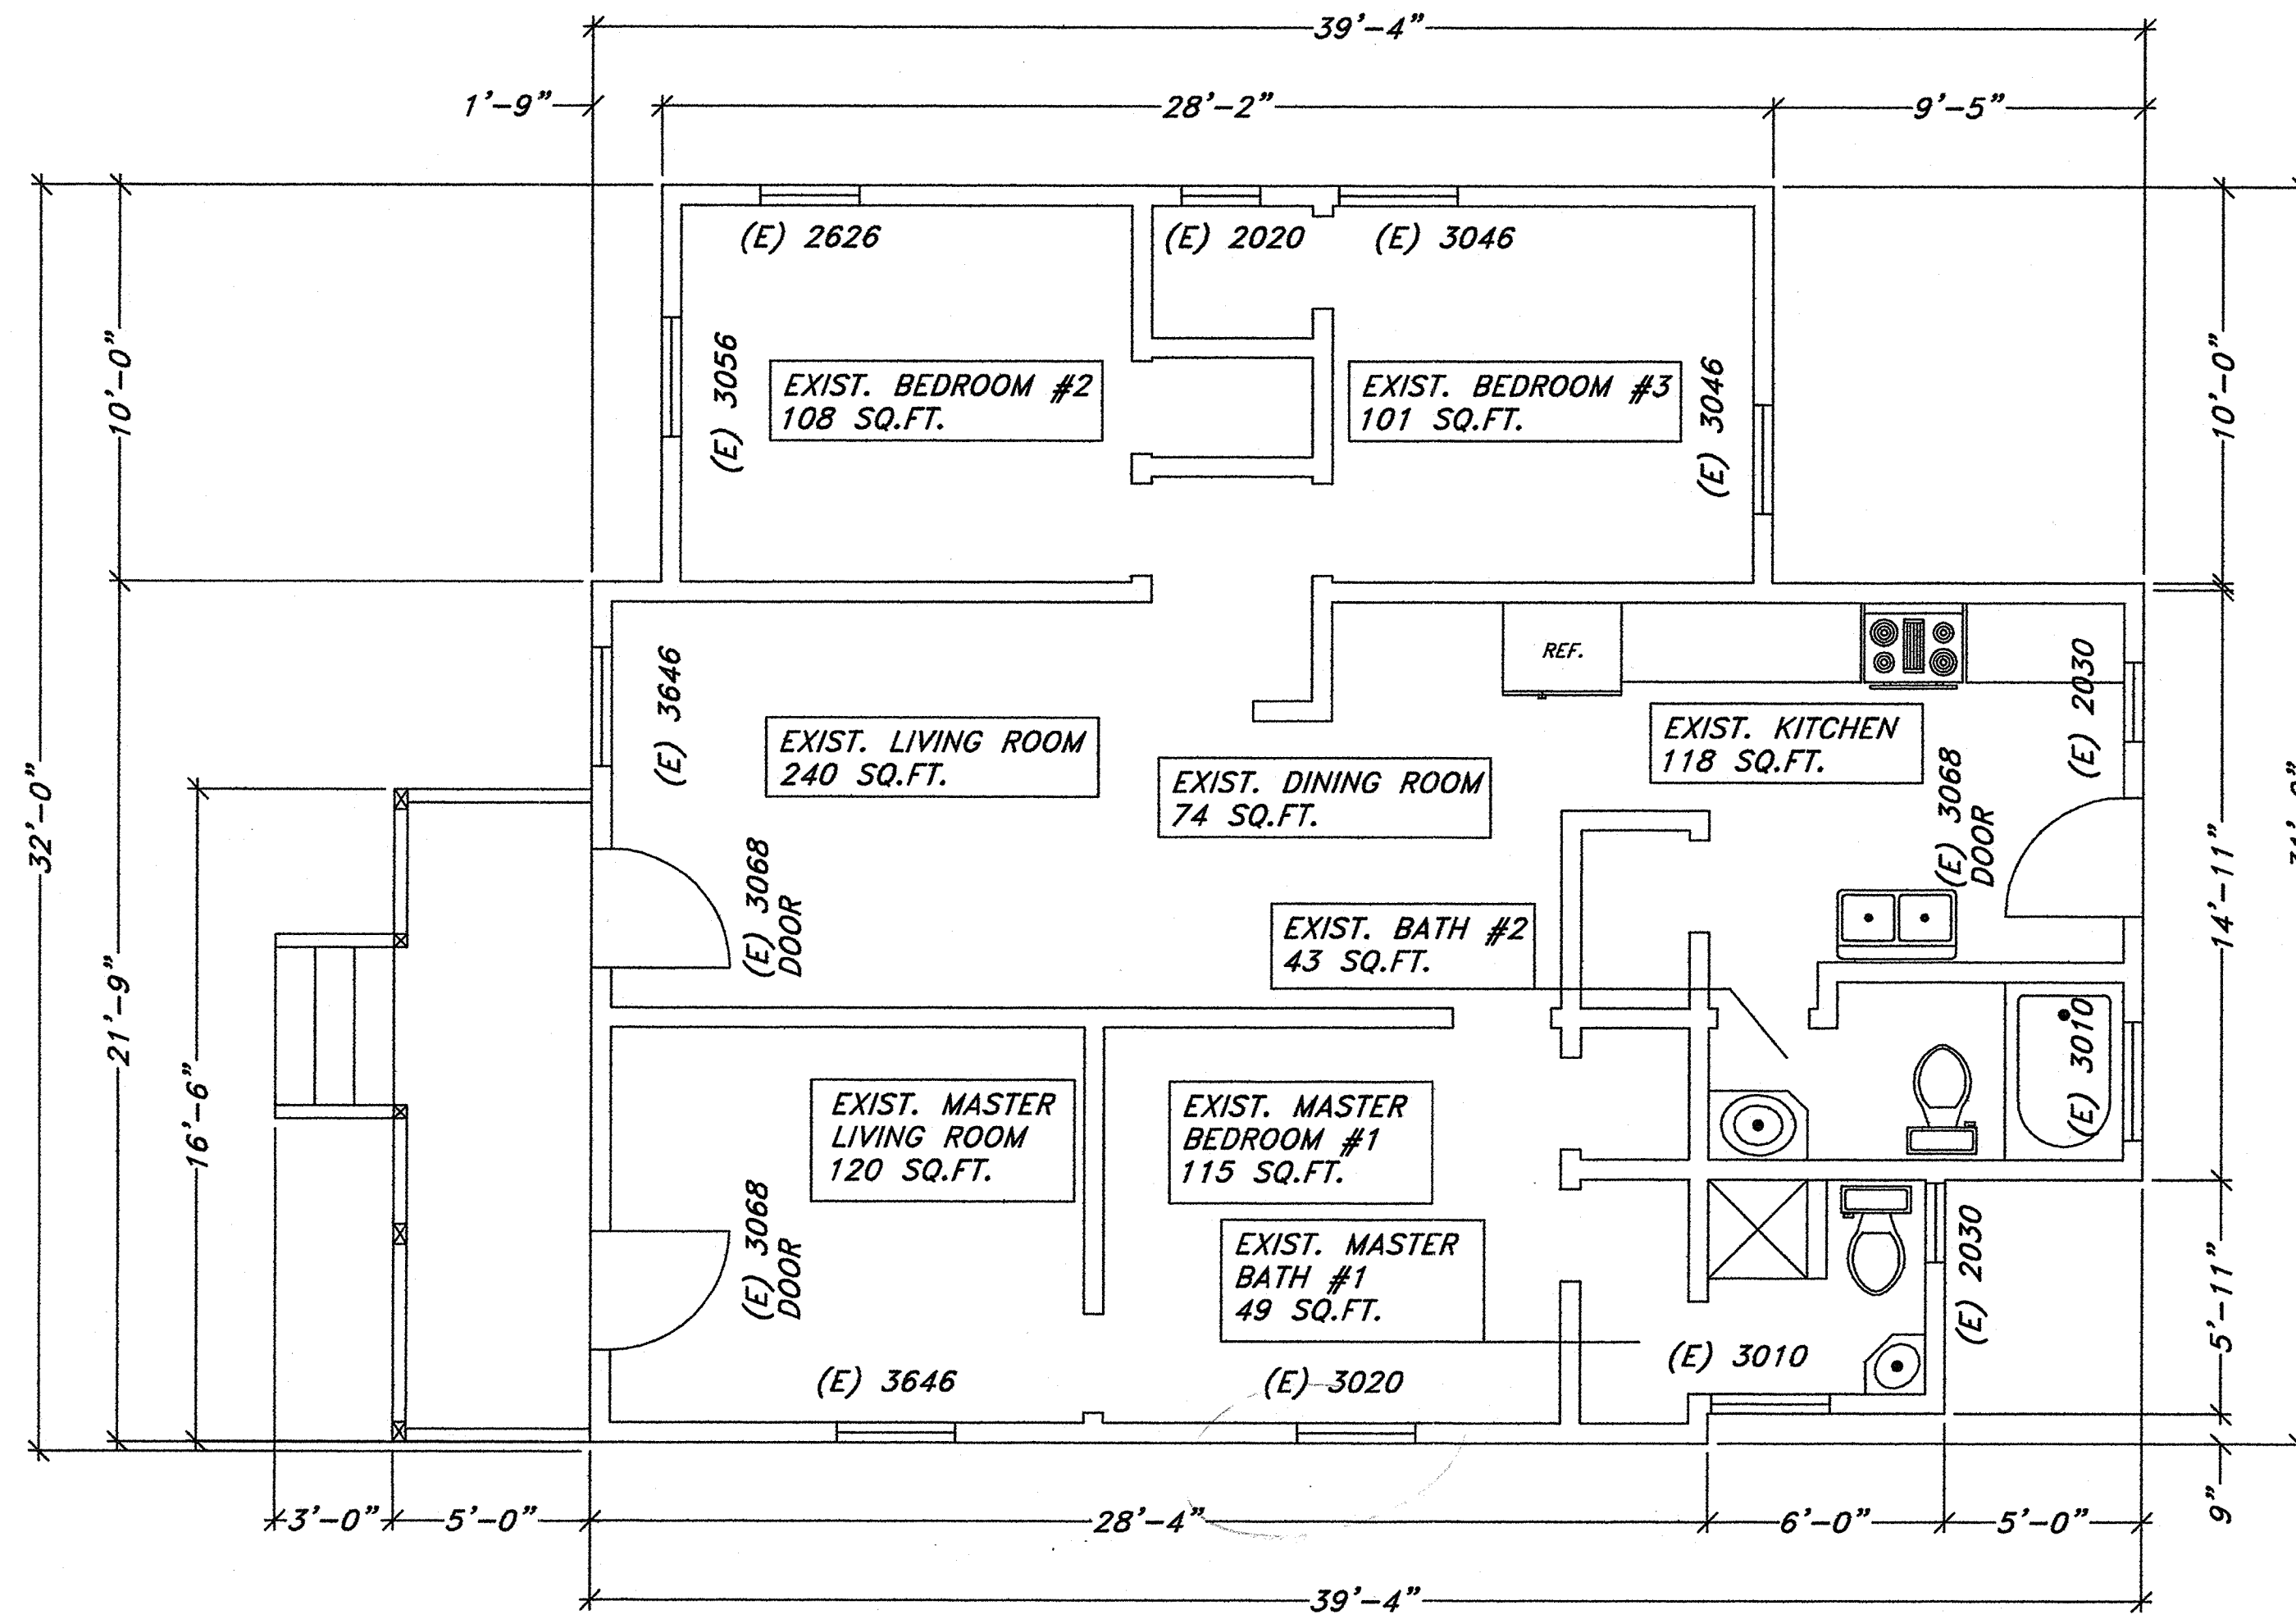 39'-4"
1'-9"
28'-2"
9'-5"
(E) 2626
(E) 2020
(E) 3046
10'-0"
(E) 3056
EXIST. BEDROOM #2
108 SQ.FT.
EXIST. BEDROOM #3
101 SQ.FT.
(E) 3046
10'-0"
32'-0"
(E) 3646
REF.
(E) 2030
EXIST. LIVING ROOM
240 SQ.FT.
EXIST. KITCHEN
118 SQ.FT.
EXIST. DINING ROOM
74 SQ.FT.
(E) 3068
DOOR
(E) 3068
DOOR
14'-11"
EXIST. BATH #2
43 SQ.FT.
21'-9"
16'-6"
(E) 3010
EXIST. MASTER
LIVING ROOM
120 SQ.FT.
EXIST. MASTER
BEDROOM #1
115 SQ.FT.
(E) 3068
DOOR
EXIST. MASTER
BATH #1
49 SQ.FT.
(E) 2030
5'-11"
(E) 3646
(E) 3020
(E) 3010
9"
3'-0"
5'-0"
28'-4"
6'-0"
5'-0"
39'-4"